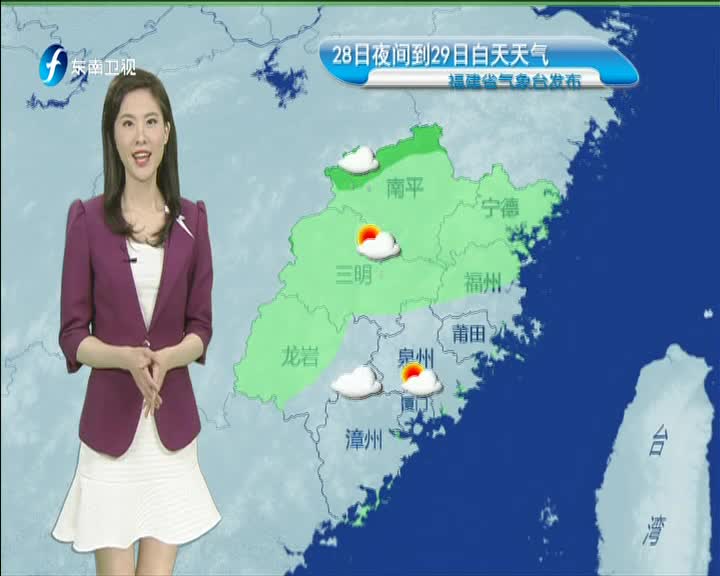 东南卫视
28日夜间到29日白天天气
福建省气象台发布
南平
宁德
三明
福州
莆田
龙岩
泉州
厦门
漳州
台
湾